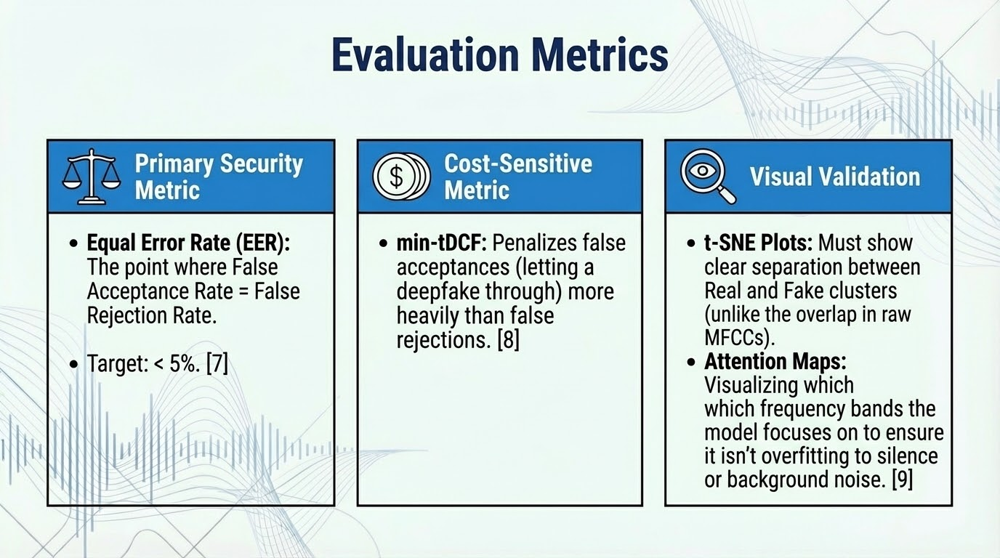 Evaluation Metrics
Primary Security
Metric
• Equal Error Rate (EER):
The point where False
Acceptance Rate = False
Rejection Rate.
• Target: < 5%. [7]
$
Cost-Sensitive
Metric
• min-tDCF: Penalizes false
acceptances (letting a
deepfake through) more
heavily than false
rejections. [8]
Visual Validation
• t-SNE Plots: Must show
clear separation between
Real and Fake clusters
(unlike the overlap in raw
MFCCs).
• Attention Maps:
Visualizing which
which frequency bands the
model focuses on to ensure
it isn't overfitting to silence
or background noise. [9]